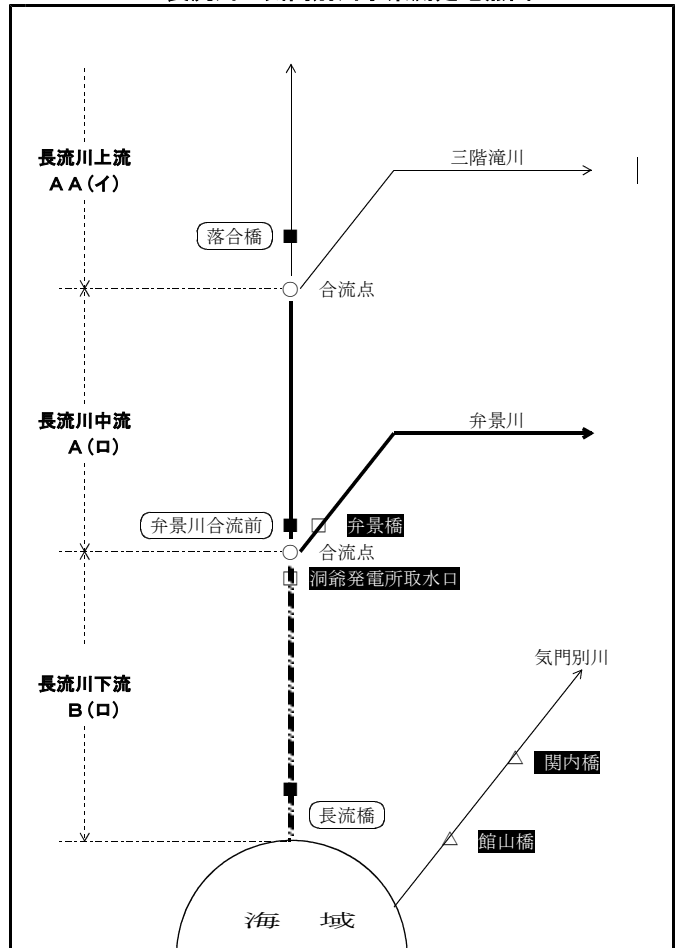 長流川上流
ＡＡ（イ）
三階滝川
落合橋
合流点
長流川中流
Ａ（ロ）
弁景川
弁景川合流前
弁景橋
合流点
洞爺発電所取水口
気門別川
長流川下流
Ｂ（ロ）
関内橋
長流橋
館山橋
海　域